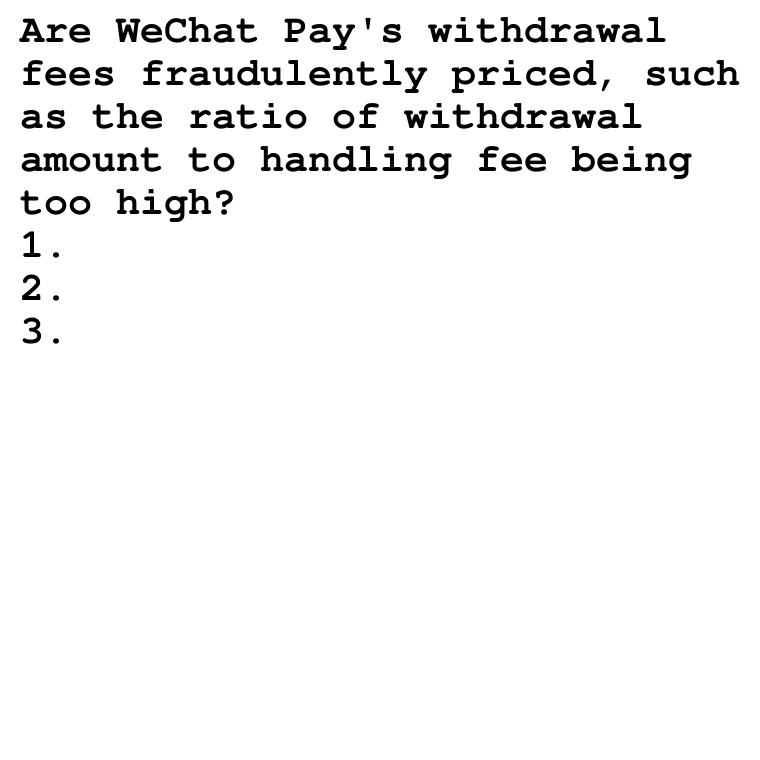 Are WeChat Pay's withdrawal
fees fraudulently priced, such
as the ratio of withdrawal
amount to handling fee being
too high?
1.
2.
3.